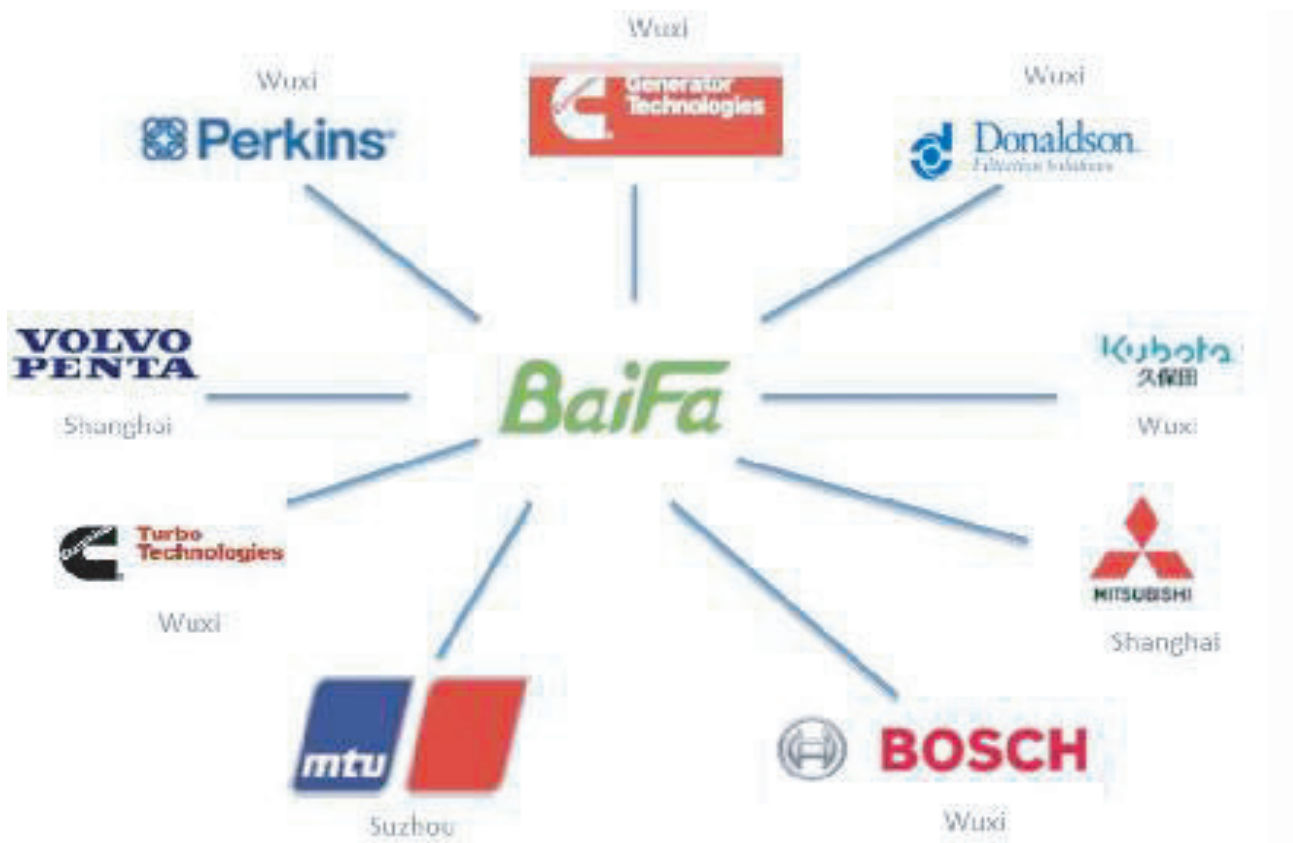 Wuxi
Generator
Technologies
Wuxi
Perkins
Wuxi
Donaldson
Filtration Solutions
VOLVO
PENTA
Shanghai
BaiFa
Kubota
久保田
Wuxi
Turbo
Technologies
Wuxi
MITSUBISHI
Shanghai
mtu
Suzhou
BOSCH
Wuxi